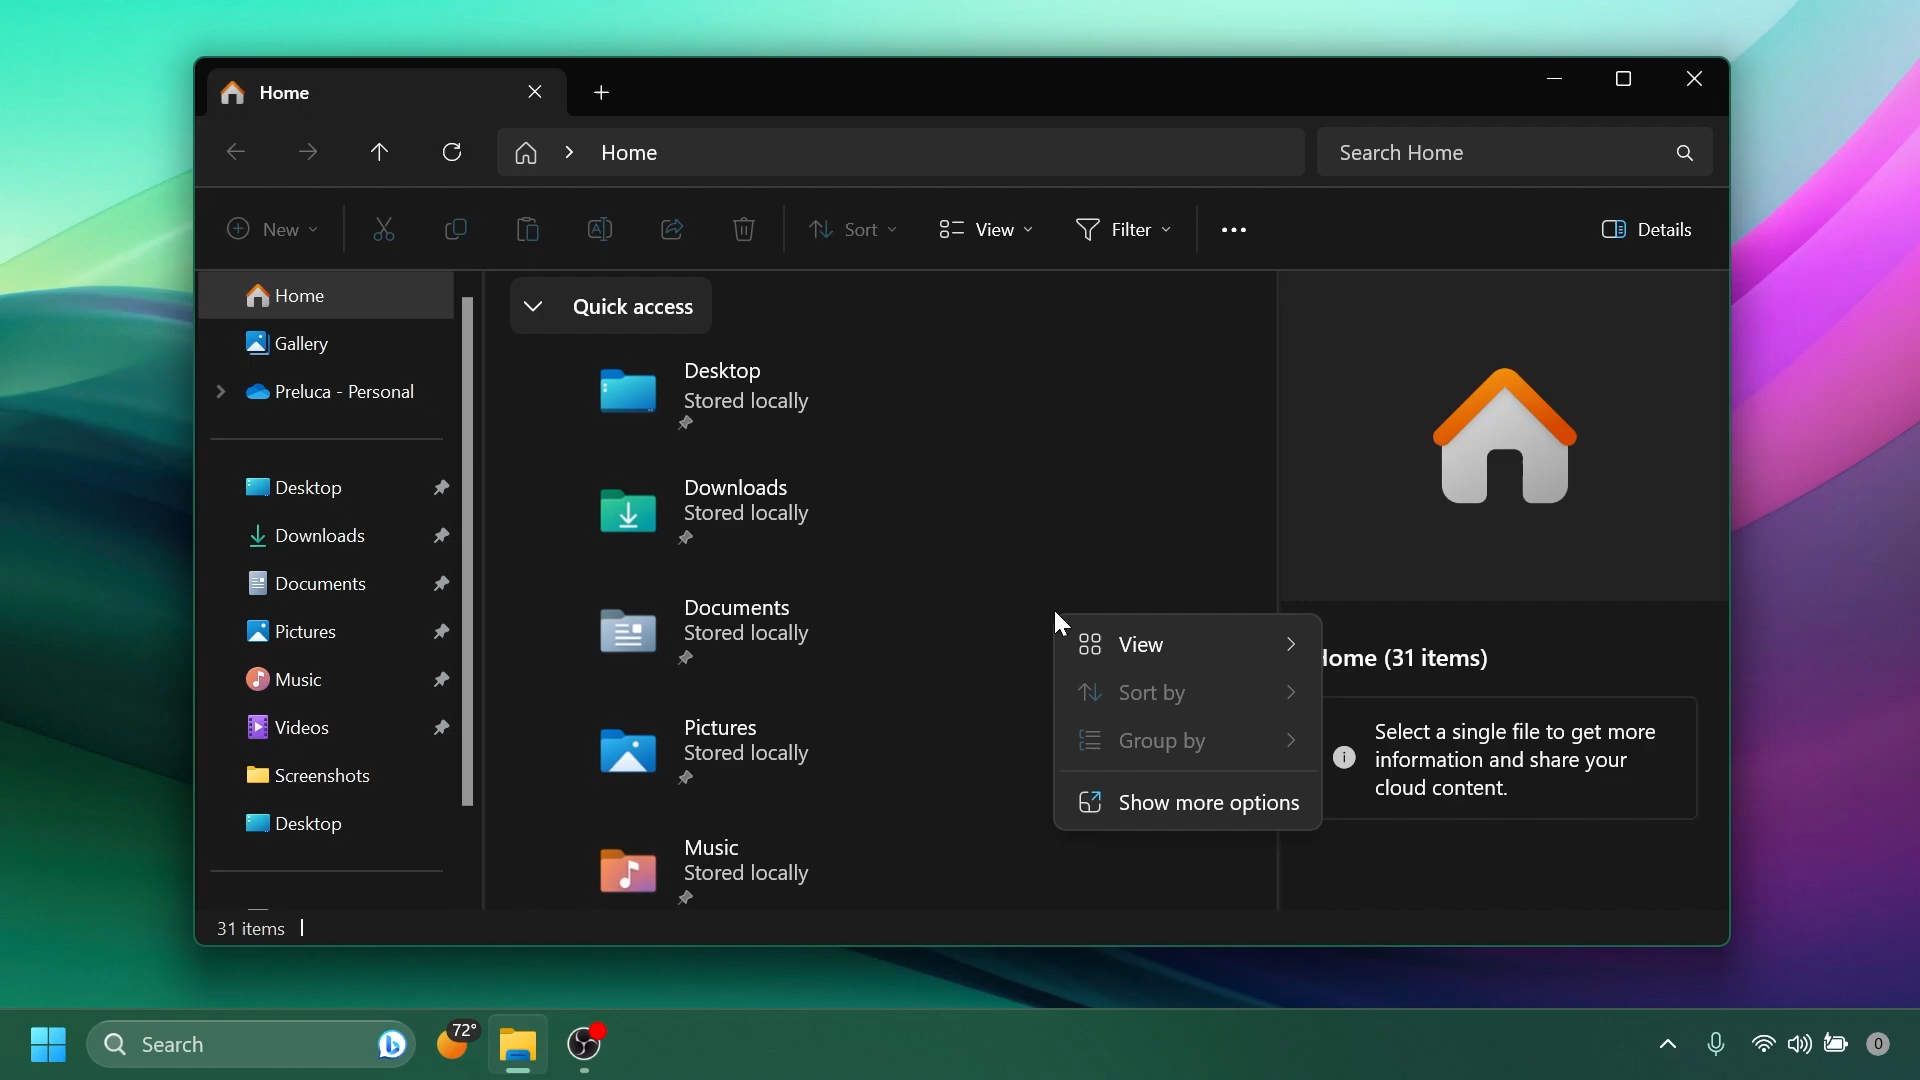 Home
Home
Search Home
New
Sort
View
Filter
Details
Home
Gallery
Preluca - Personal
Desktop
Downloads
Documents
Pictures
Music
Videos
Screenshots
Desktop
31 items
Quick access
Desktop
Stored locally
Downloads
Stored locally
Documents
Stored locally
Pictures
Stored locally
Music
Stored locally
View
Sort by
Group by
Show more options
Home (31 items)
Select a single file to get more
information and share your
cloud content.
Search
72°
0